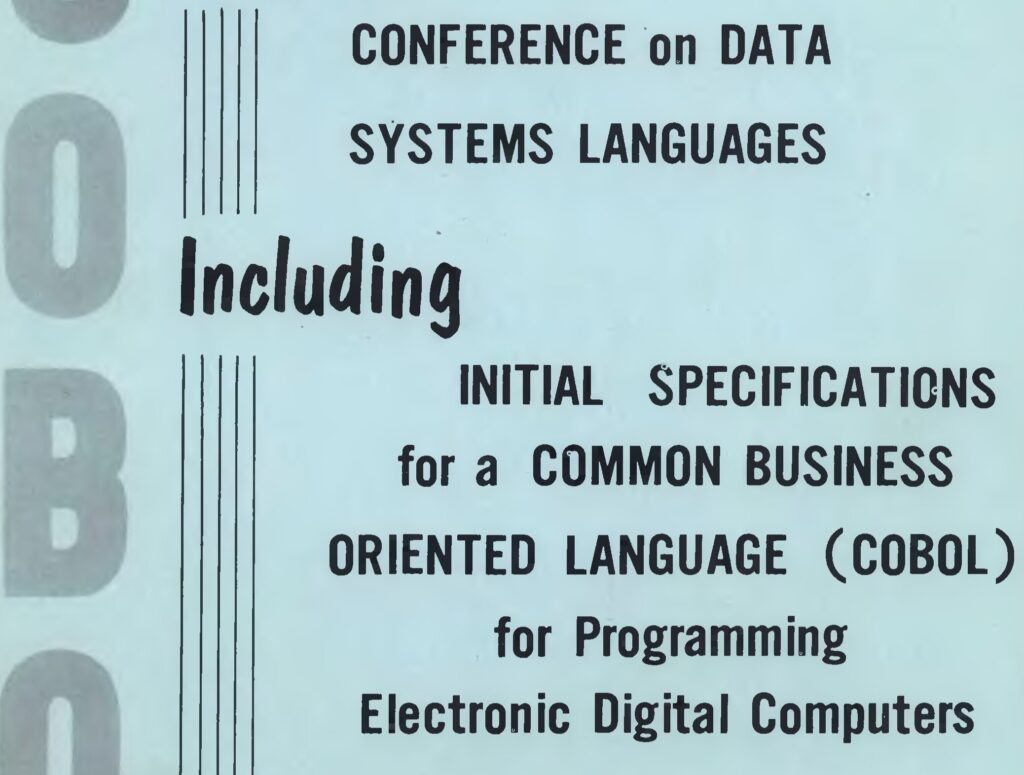 CONFERENCE on DATA
SYSTEMS LANGUAGES
Including
INITIAL SPECIFICATIONS
for a COMMON BUSINESS
ORIENTED LANGUAGE (COBOL)
for Programming
Electronic Digital Computers
O
B
O